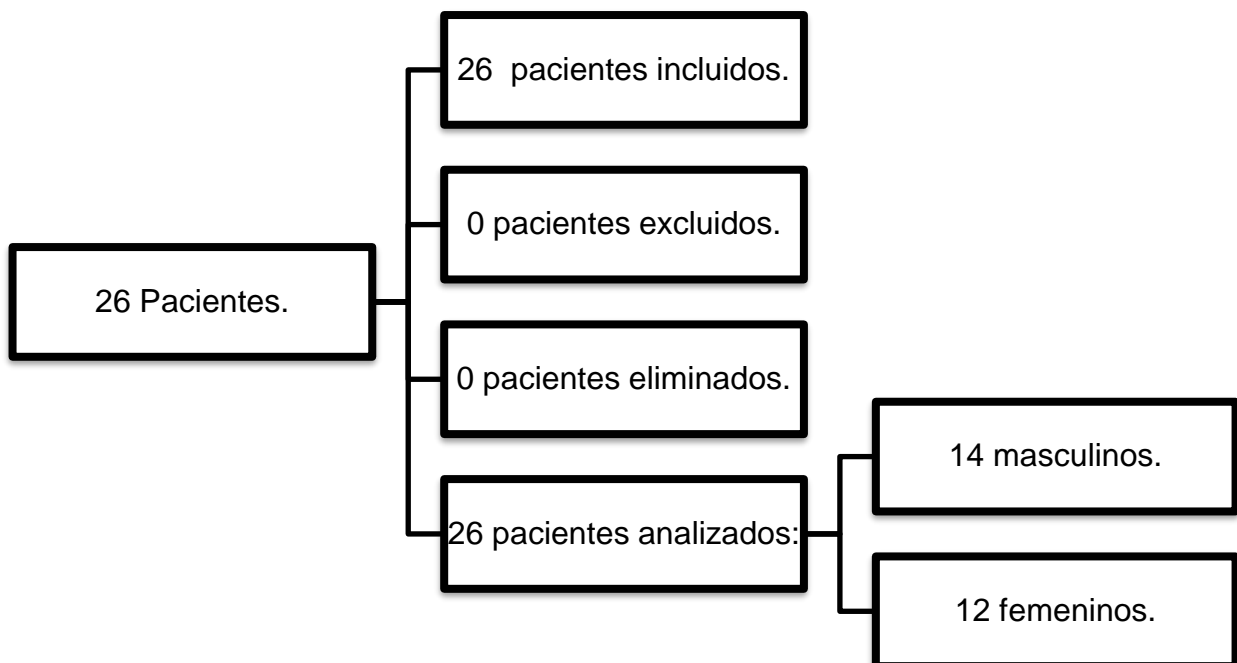 26 pacientes incluidos.
0 pacientes excluidos.
26 Pacientes.
0 pacientes eliminados.
14 masculinos.
26 pacientes analizados:
12 femeninos.